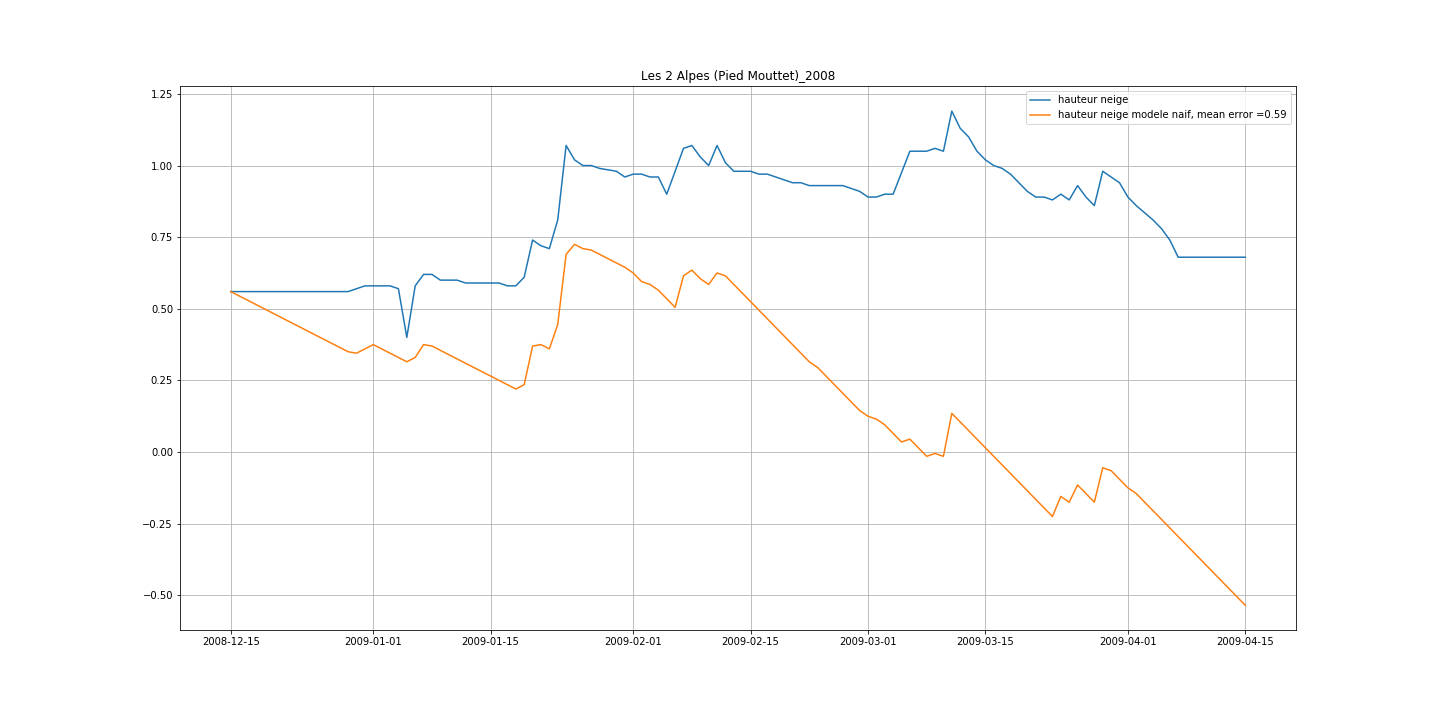 Les 2 Alpes (Pied Mouttet)_2008
hauteur neige
hauteur neige modele naif, mean error =0.59
1.25
1.00
0.75
0.50
0.25
0.00
−0.25
−0.50
2008-12-15 2009-01-01 2009-01-15 2009-02-01 2009-02-15 2009-03-01 2009-03-15 2009-04-01 2009-04-15